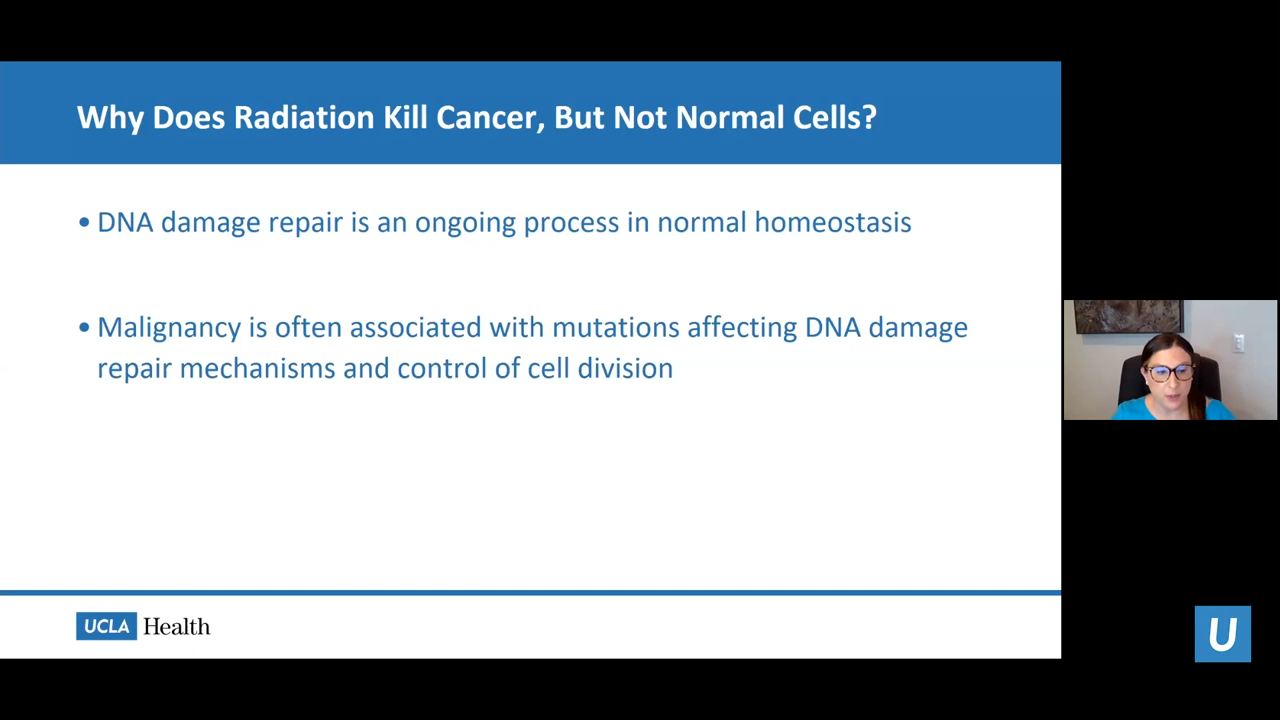 Why Does Radiation Kill Cancer, But Not Normal Cells?
• DNA damage repair is an ongoing process in normal homeostasis
• Malignancy is often associated with mutations affecting DNA damage
repair mechanisms and control of cell division
UCLA Health
U